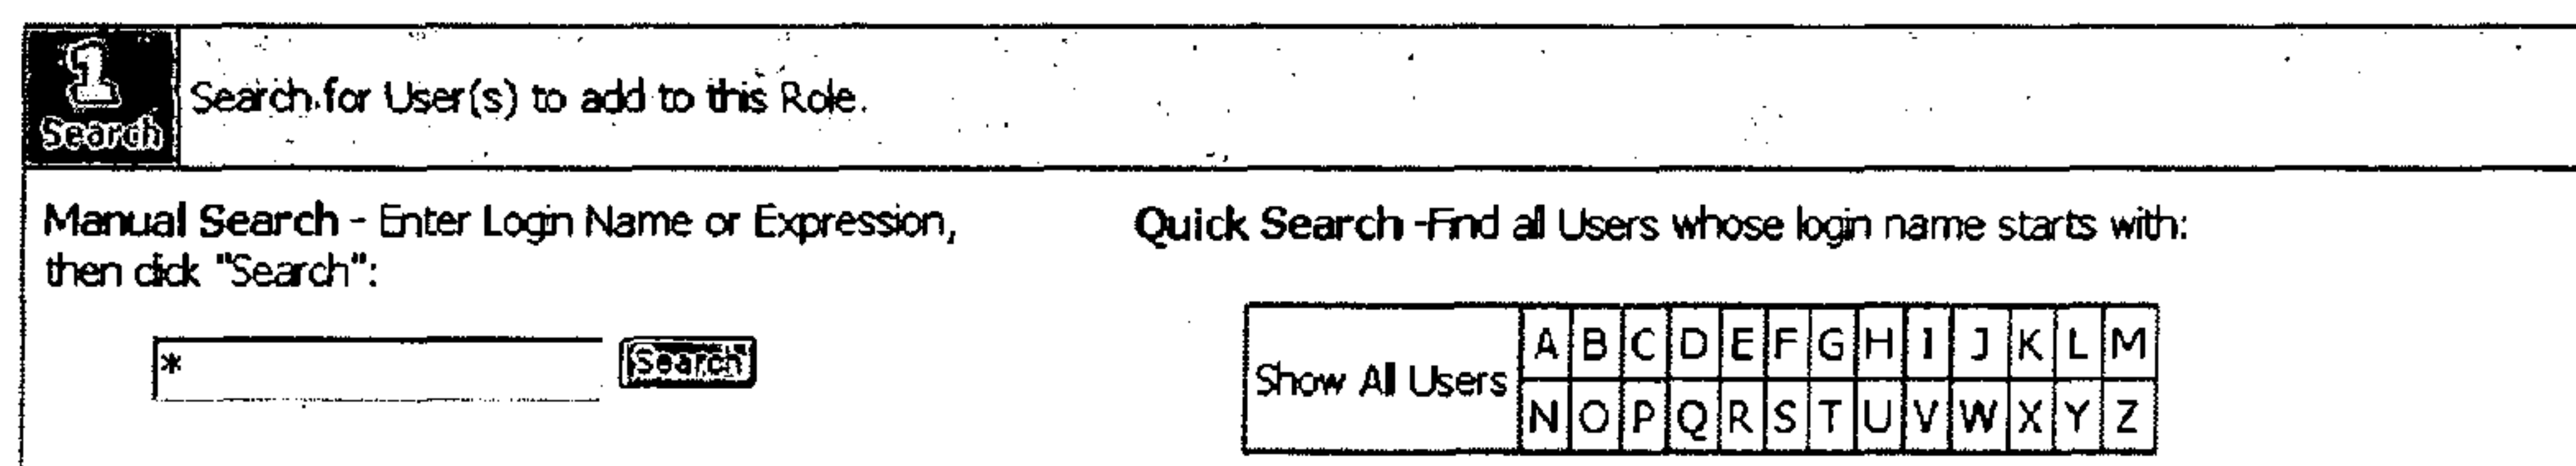 1
Search
Search for User(s) to add to this Role.
Manual Search - Enter Login Name or Expression,
then click "Search":
* Search
Quick Search -Find all Users whose login name starts with:
Show All Users
A B C D E F G H I J K L M
N O P Q R S T U V W X Y Z